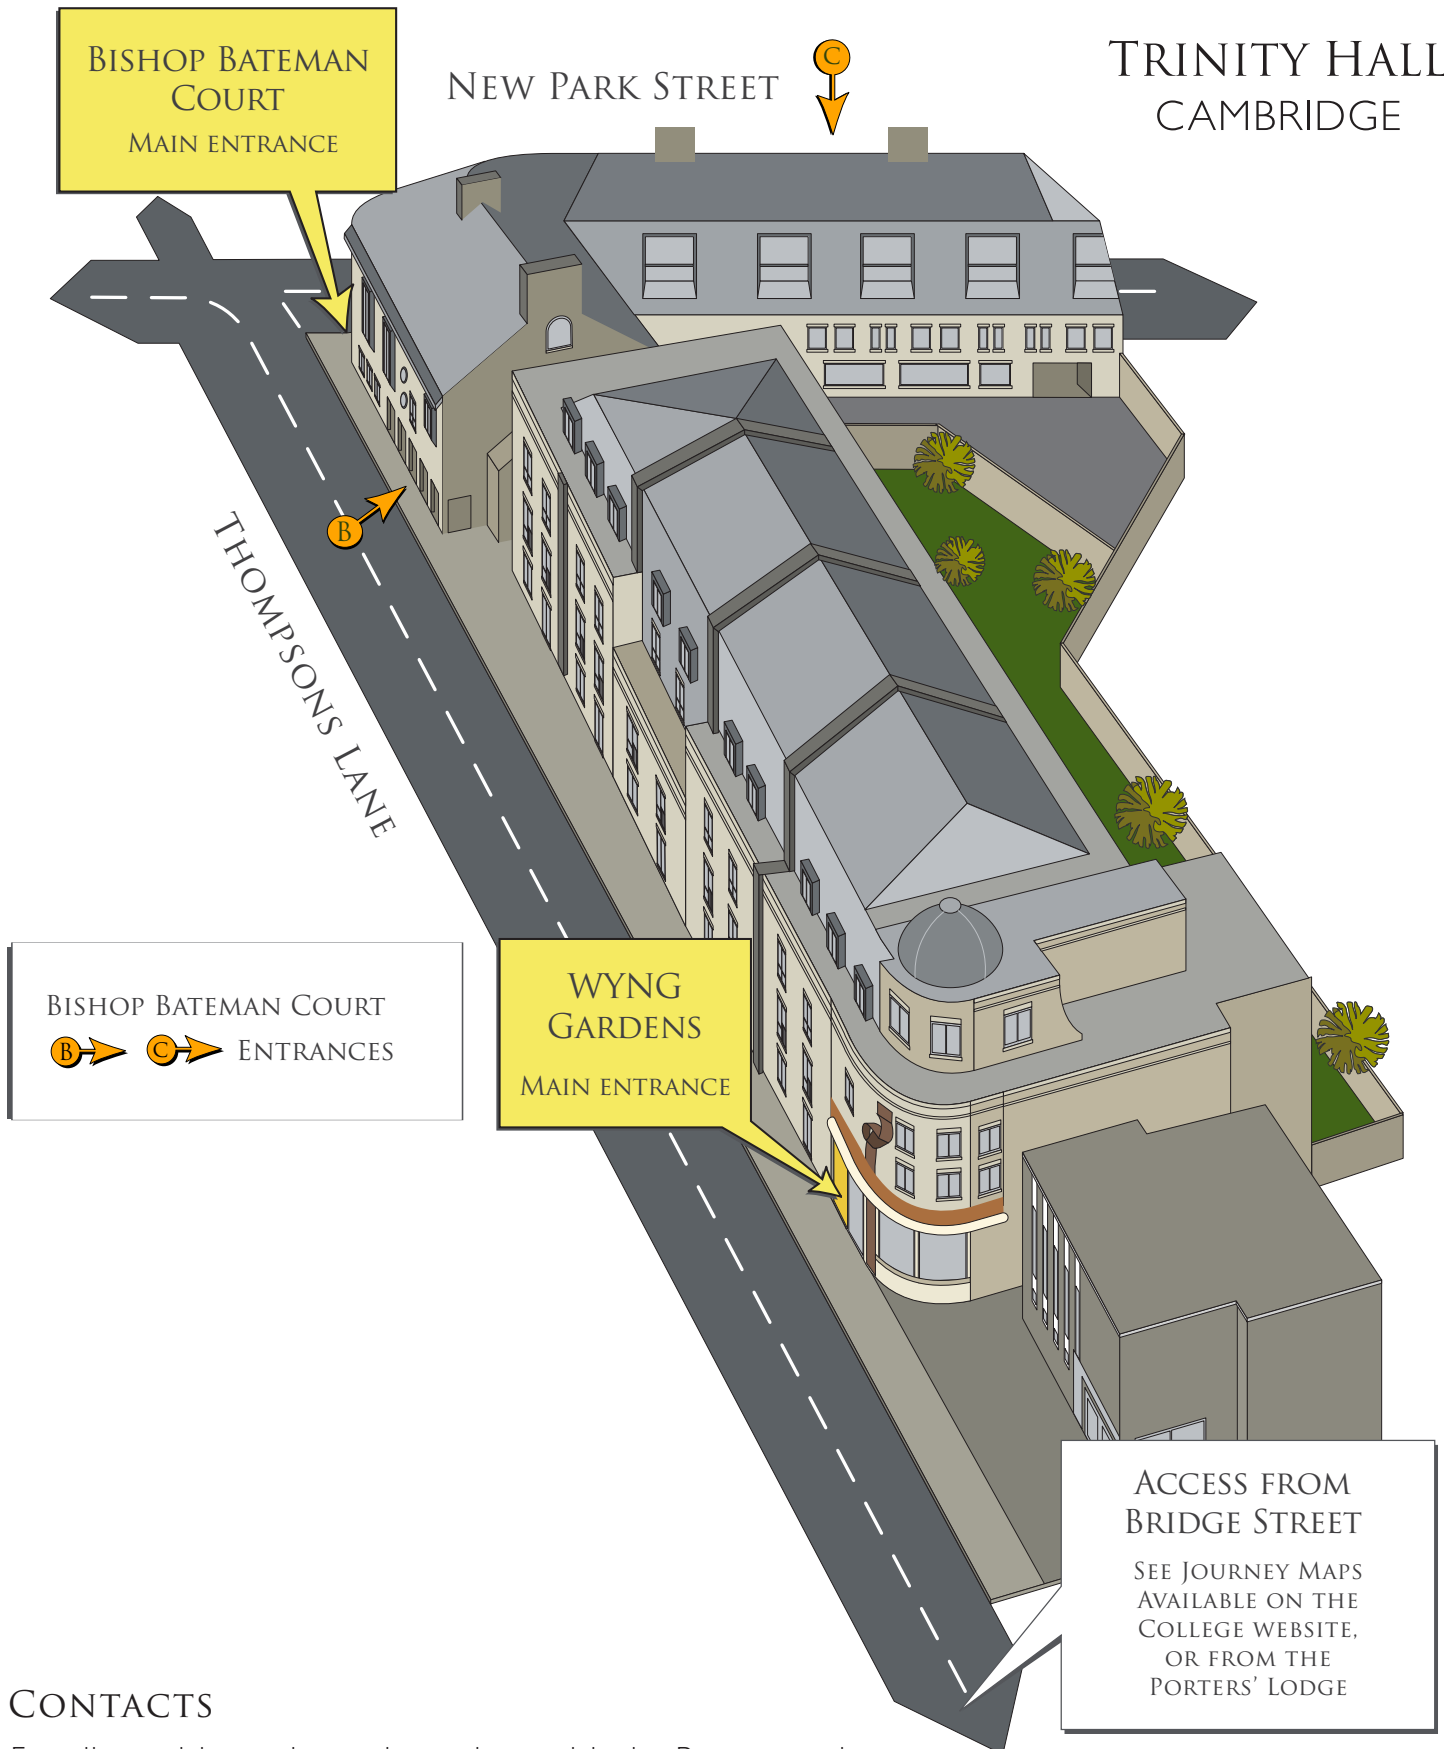 Bishop Bateman
Court
Main entrance
New Park Street
C
Trinity Hall
CAMBRIDGE
B
Thompsons Lane
Bishop Bateman Court
B C Entrances
WYNG
Gardens
Main entrance
Access from
Bridge Street
See Journey Maps
Available on the
College website,
or from the
Porters' Lodge
Contacts